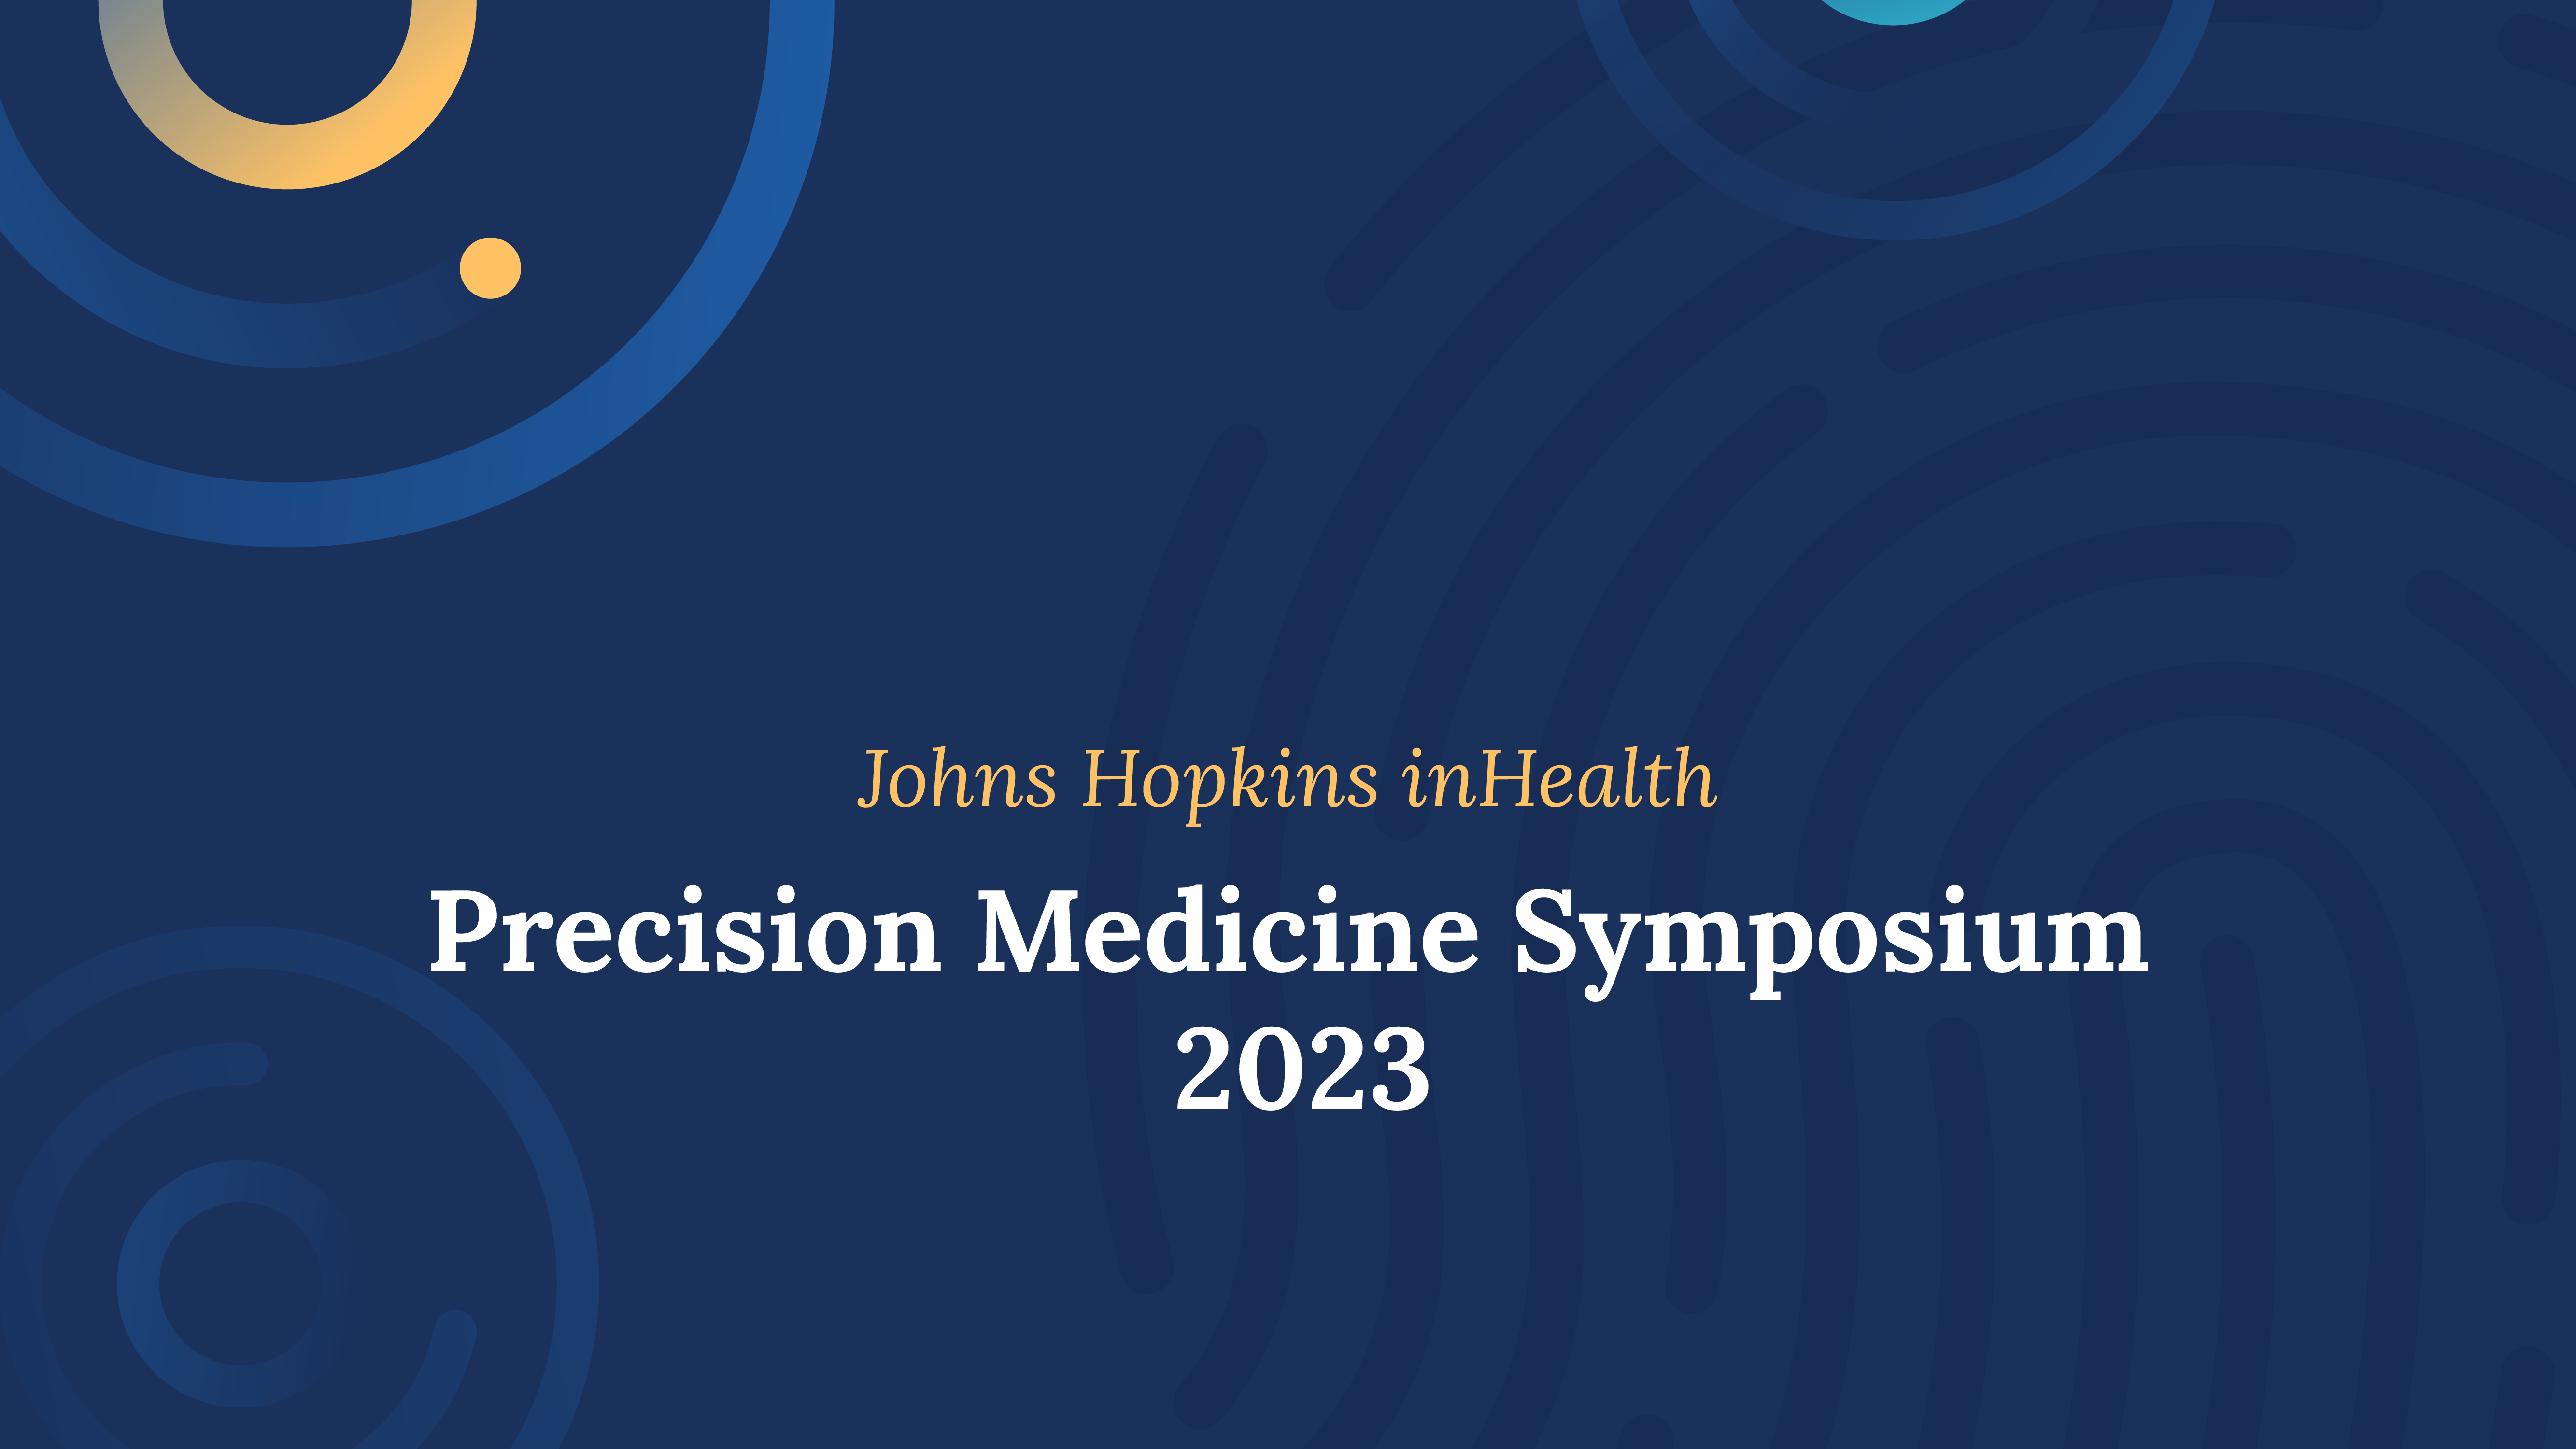 Johns Hopkins inHealth
Precision Medicine Symposium
2023